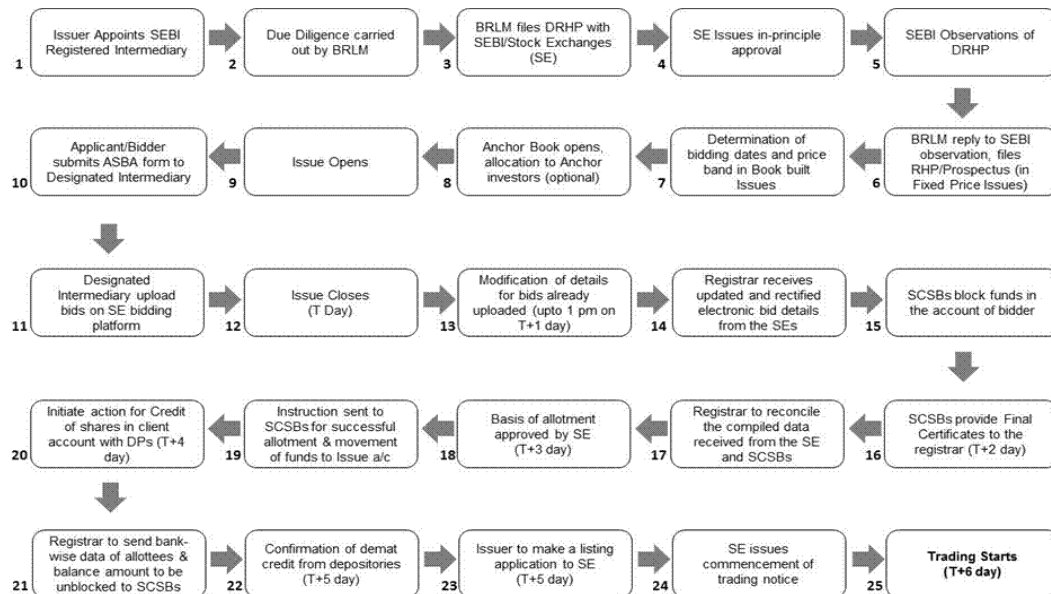 1
Issuer Appoints SEBI
Registered Intermediary
2
Due Diligence carried
out by BRLM
3
BRLM files DRHP with
SEBI/Stock Exchanges
(SE)
4
SE Issues in-principle
approval
5
SEBI Observations of
DRHP
6
BRLM reply to SEBI
observation, files
RHP/Prospectus (in
Fixed Price Issues)
7
Determination of
bidding dates and price
band in Book built
Issues
8
Anchor Book opens,
allocation to Anchor
investors (optional)
9
Issue Opens
10
Applicant/Bidder
submits ASBA form to
Designated Intermediary
11
Designated
Intermediary upload
bids on SE bidding
platform
12
Issue Closes
(T Day)
13
Modification of details
for bids already
uploaded (upto 1 pm on
T+1 day)
14
Registrar receives
updated and rectified
electronic bid details
from the SEs
15
SCSBs block funds in
the account of bidder
16
SCSBs provide Final
Certificates to the
registrar (T+2 day)
17
Registrar to reconcile
the compiled data
received from the SE
and SCSBs
18
Basis of allotment
approved by SE
(T+3 day)
19
Instruction sent to
SCSBs for successful
allotment & movement
of funds to Issue a/c
20
Initiate action for Credit
of shares in client
account with DPs (T+4
day)
21
Registrar to send bank-
wise data of allottees &
balance amount to be
unblocked to SCSBs
22
Confirmation of demat
credit from depositories
(T+5 day)
23
Issuer to make a listing
application to SE
(T+5 day)
24
SE issues
commencement of
trading notice
25
Trading Starts
(T+6 day)